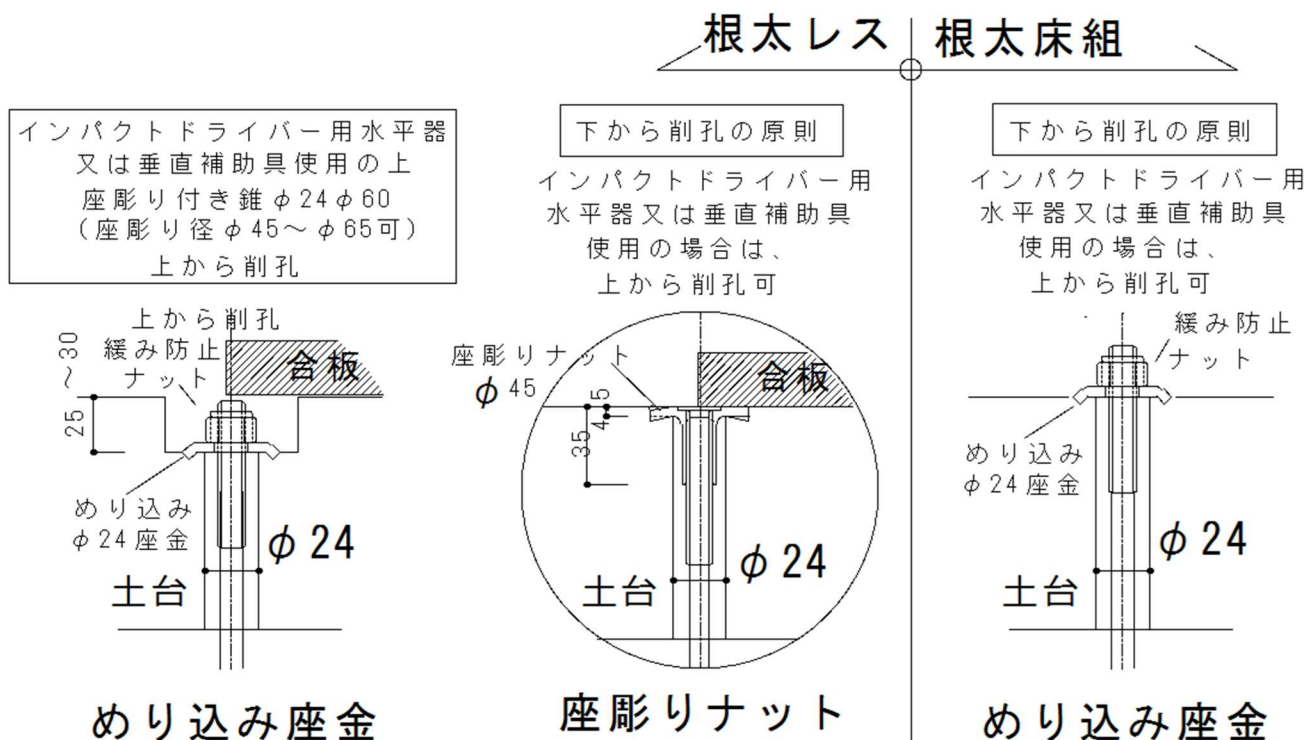 根太レス
根太床組
インパクトドライバー用水平器
又は垂直補助具使用の上
座彫り付き錐φ24φ60
(座彫り径φ45～φ65可)
上から削孔
上から削孔
緩み防止
ナット
合板
25
～30
めり込み
φ24座金
φ24
土台
めり込み座金
下から削孔の原則
インパクトドライバー用
水平器又は垂直補助具
使用の場合は、
上から削孔可
座彫りナット
φ45
合板
5
4
35
φ24
土台
座彫りナット
下から削孔の原則
インパクトドライバー用
水平器又は垂直補助具
使用の場合は、
上から削孔可
緩み防止
ナット
めり込み
φ24座金
φ24
土台
めり込み座金